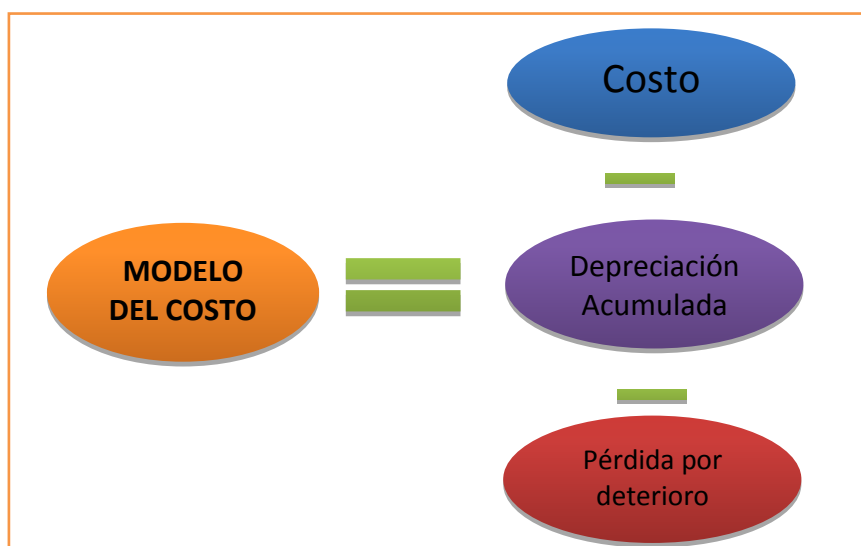 Costo
MODELO
DEL COSTO
Depreciación
Acumulada
Pérdida por
deterioro